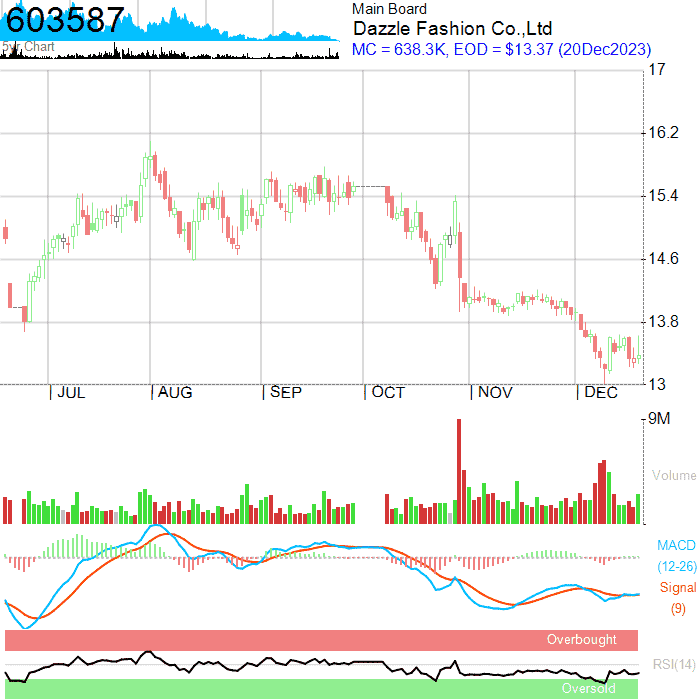 603587
5yr Chart
Main Board
Dazzle Fashion Co.,Ltd
MC = 638.3K, EOD = $13.37 (20Dec2023)
17
16.2
15.4
14.6
13.8
13
JUL AUG SEP OCT NOV DEC
9M
Volume
MACD
(12-26)
Signal
(9)
Overbought
RSI(14)
Oversold